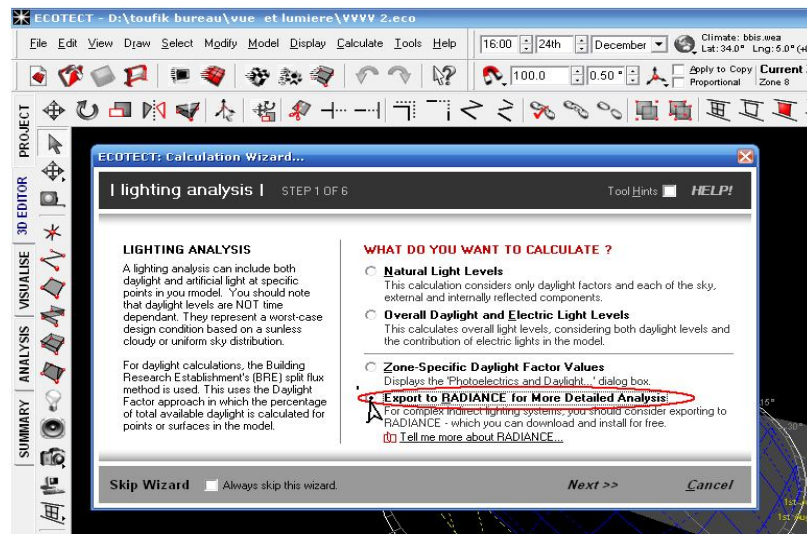 ECOTECT - D:\toufik bureau\vue et lumiere\VVVV 2.eco
File Edit View Draw Select Modify Model Display Calculate Tools Help
16:00 24th December
Climate: bbis.wea
Lat: 34.0° Lng: 5.0°
100.0 0.50 °
Apply to Copy Current
Proportional Zone 8
PROJECT
3D EDITOR
VISUALISE
ANALYSIS
SUMMARY
ECOTECT: Calculation Wizard...
| lighting analysis | STEP 1 OF 6 Tool Hints HELP!
LIGHTING ANALYSIS
A lighting analysis can include both
daylight and artificial light at specific
points in you rmodel. You should note
that daylight levels are NOT time
dependant. They represent a worst-case
design condition based on a sunless
cloudy or uniform sky distribution.
For daylight calculations, the Building
Research Establishment's (BRE) split flux
method is used. This uses the Daylight
Factor approach in which the percentage
of total available daylight is calculated for
points or surfaces in the model.
WHAT DO YOU WANT TO CALCULATE ?
Natural Light Levels
This calculation considers only daylight factors and each of the sky,
external and internally reflected components.
Overall Daylight and Electric Light Levels
This calculates overall light levels, considering both daylight levels and
the contribution of electric lights in the model.
Zone-Specific Daylight Factor Values
Displays the 'Photoelectrics and Daylight...' dialog box.
Export to RADIANCE for More Detailed Analysis
For complex indirect lighting systems, you should consider exporting to
RADIANCE - which you can download and install for free.
Tell me more about RADIANCE...
Skip Wizard Always skip this wizard. Next >> Cancel
15°
30°
1st